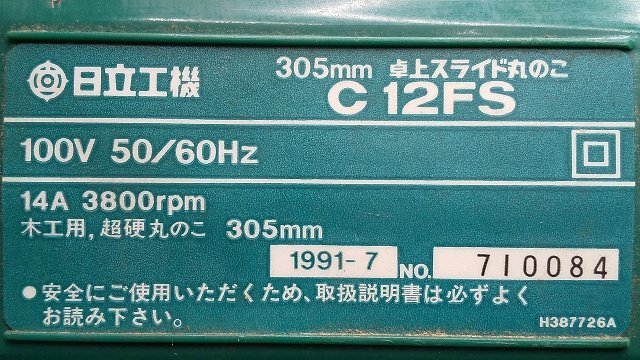 日立工機 305mm 卓上スライド丸のこ
C 12FS
100V 50/60Hz
14A 3800rpm
木工用,超硬丸のこ 305mm
1991-7 NO. 710084
●安全にご使用いただくため、取扱説明書は必ずよく
お読み下さい。
H387726A